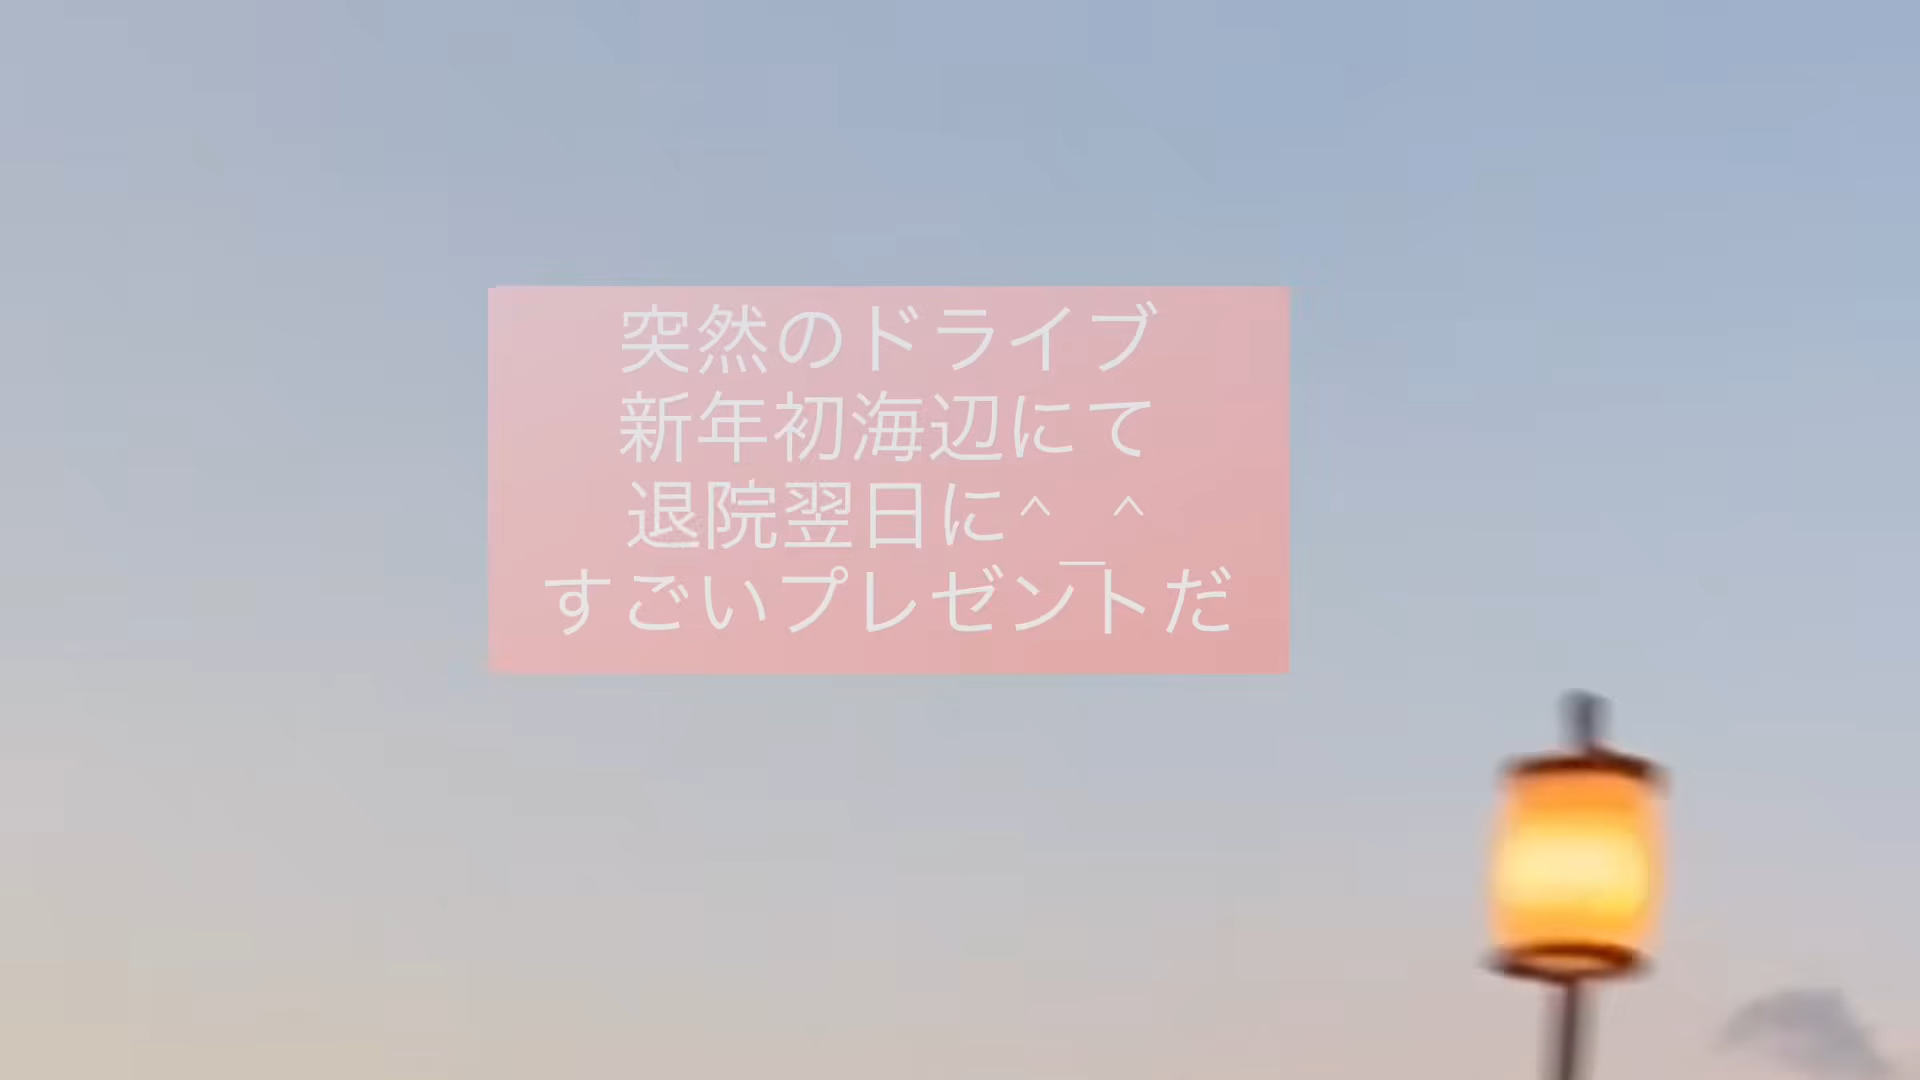 突然のドライブ
新年初海辺にて
退院翌日に^_^
すごいプレゼントだ